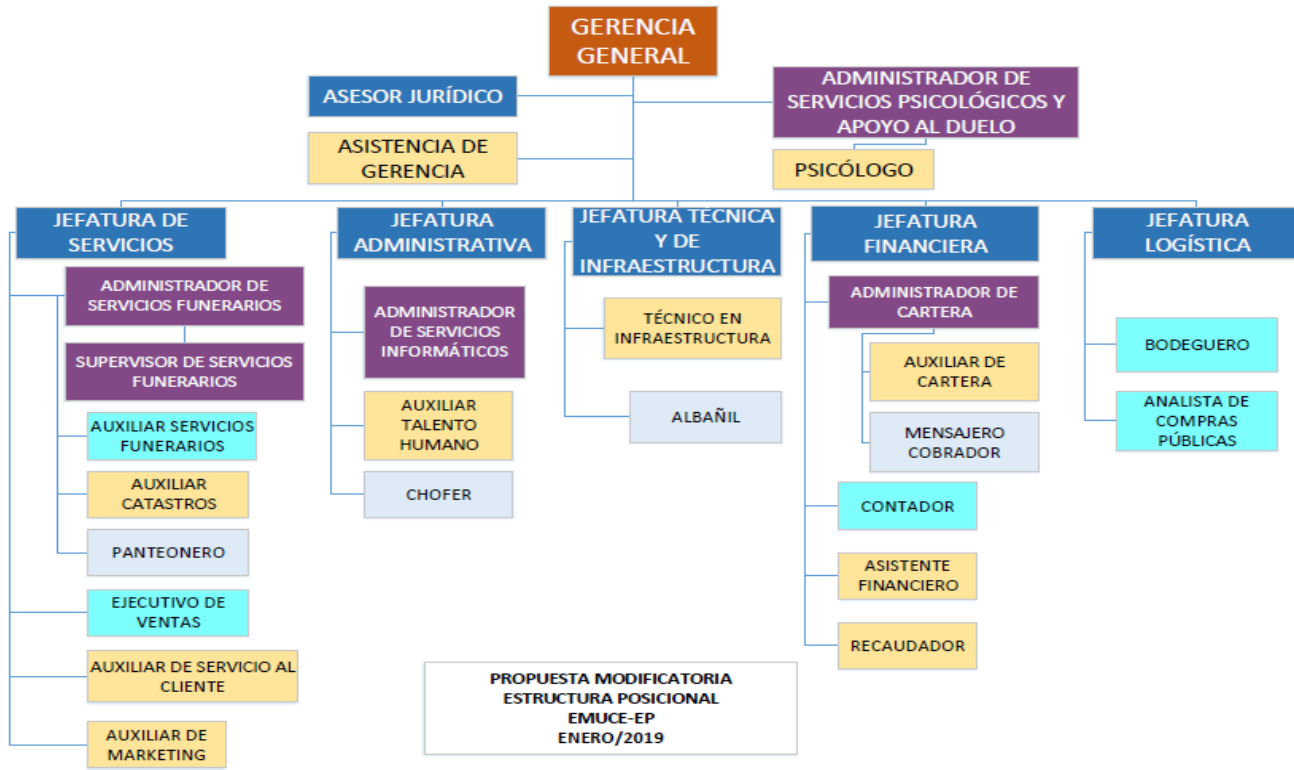 GERENCIA
GENERAL
ASESOR JURÍDICO
ADMINISTRADOR DE
SERVICIOS PSICOLÓGICOS Y
APOYO AL DUELO
ASISTENCIA DE
GERENCIA
PSICÓLOGO
JEFATURA DE
SERVICIOS
ADMINISTRADOR DE
SERVICIOS FUNERARIOS
SUPERVISOR DE SERVICIOS
FUNERARIOS
AUXILIAR SERVICIOS
FUNERARIOS
AUXILIAR
CATASTROS
PANTEONERO
EJECUTIVO DE
VENTAS
AUXILIAR DE SERVICIO AL
CLIENTE
AUXILIAR DE
MARKETING
JEFATURA
ADMINISTRATIVA
ADMINISTRADOR
DE SERVICIOS
INFORMÁTICOS
AUXILIAR
TALENTO
HUMANO
CHOFER
JEFATURA TÉCNICA
Y DE
INFRAESTRUCTURA
TÉCNICO EN
INFRAESTRUCTURA
ALBAÑIL
JEFATURA
FINANCIERA
ADMINISTRADOR DE
CARTERA
AUXILIAR DE
CARTERA
MENSAJERO
COBRADOR
CONTADOR
ASISTENTE
FINANCIERO
RECAUDADOR
JEFATURA
LOGÍSTICA
BODEGUERO
ANALISTA DE
COMPRAS
PÚBLICAS
PROPUESTA MODIFICATORIA
ESTRUCTURA POSICIONAL
EMUCE-EP
ENERO/2019